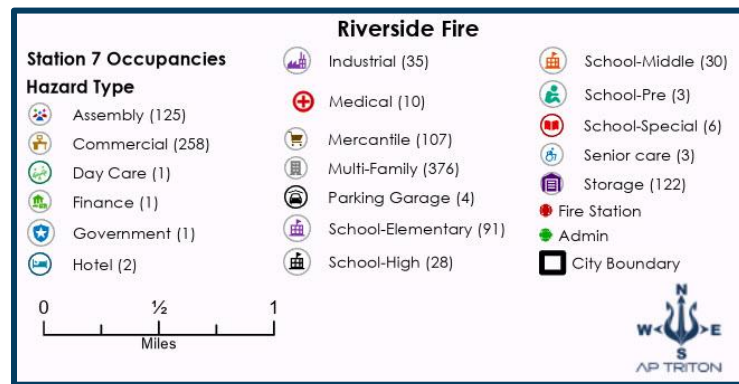 Riverside Fire
Station 7 Occupancies
Hazard Type
Assembly (125)
Commercial (258)
Day Care (1)
Finance (1)
Government (1)
Hotel (2)
Industrial (35)
Medical (10)
Mercantile (107)
Multi-Family (376)
Parking Garage (4)
School-Elementary (91)
School-High (28)
School-Middle (30)
School-Pre (3)
School-Special (6)
Senior care (3)
Storage (122)
Fire Station
Admin
City Boundary
0 ½ 1
Miles
N
W E
S
AP TRITON